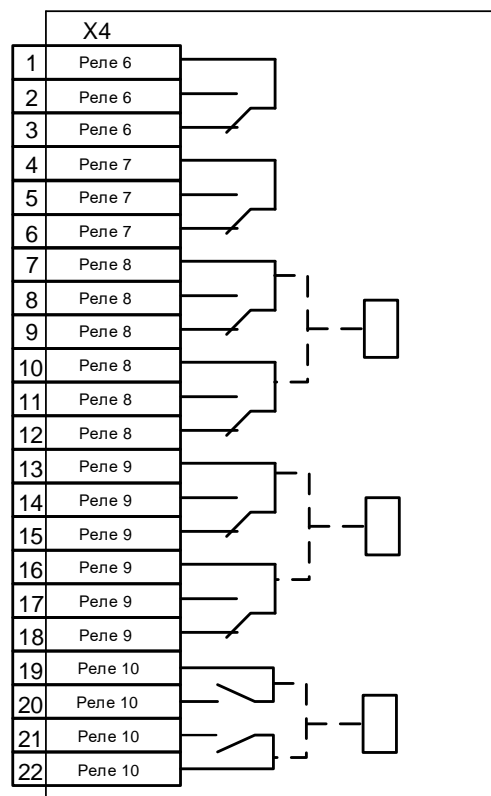 X4
1 Реле 6
2 Реле 6
3 Реле 6
4 Реле 7
5 Реле 7
6 Реле 7
7 Реле 8
8 Реле 8
9 Реле 8
10 Реле 8
11 Реле 8
12 Реле 8
13 Реле 9
14 Реле 9
15 Реле 9
16 Реле 9
17 Реле 9
18 Реле 9
19 Реле 10
20 Реле 10
21 Реле 10
22 Реле 10